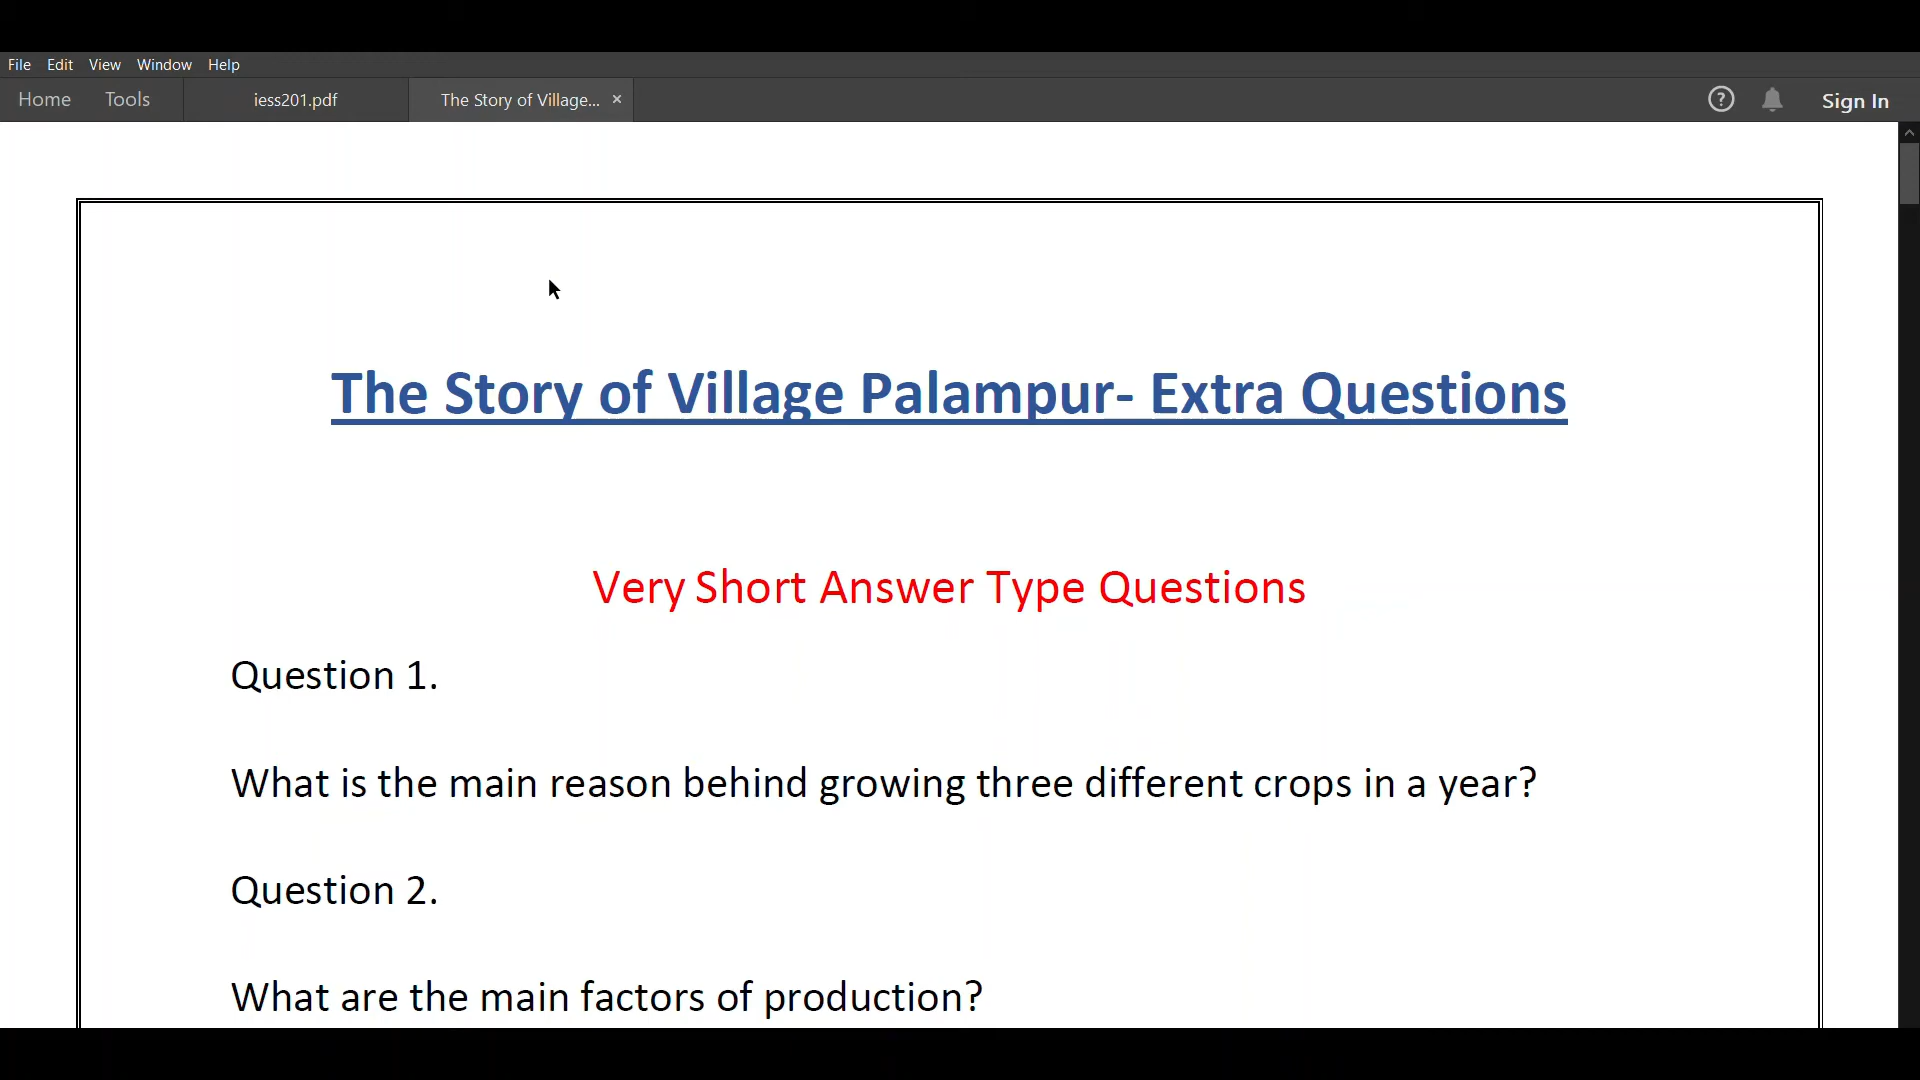 File Edit View Window Help
Home Tools iess201.pdf The Story of Village... × ? Sign In
The Story of Village Palampur- Extra Questions
Very Short Answer Type Questions
Question 1.
What is the main reason behind growing three different crops in a year?
Question 2.
What are the main factors of production?